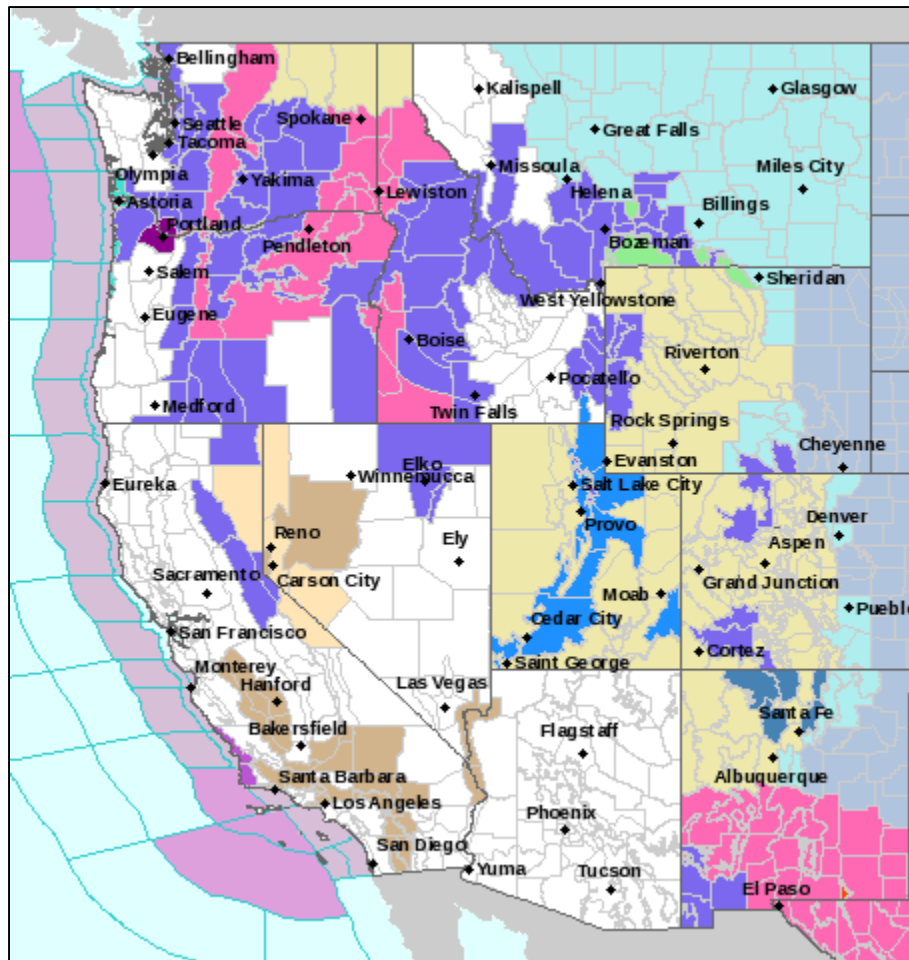 Bellingham
Kalispell
Glasgow
Seattle
Spokane
Great Falls
Tacoma
Olympia
Missoula
Miles City
Yakima
Lewiston
Helena
Astoria
Billings
Portland
Pendleton
Bozeman
Salem
Sheridan
West Yellowstone
Eugene
Boise
Riverton
Pocatello
Medford
Twin Falls
Rock Springs
Cheyenne
Evanston
Elko
Winnemucca
Eureka
Salt Lake City
Provo
Denver
Reno
Ely
Aspen
Sacramento
Carson City
Grand Junction
Moab
Cedar City
Pueblo
San Francisco
Cortez
Saint George
Monterey
Las Vegas
Hanford
Santa Fe
Bakersfield
Flagstaff
Albuquerque
Santa Barbara
Los Angeles
Phoenix
San Diego
Yuma
Tucson
El Paso